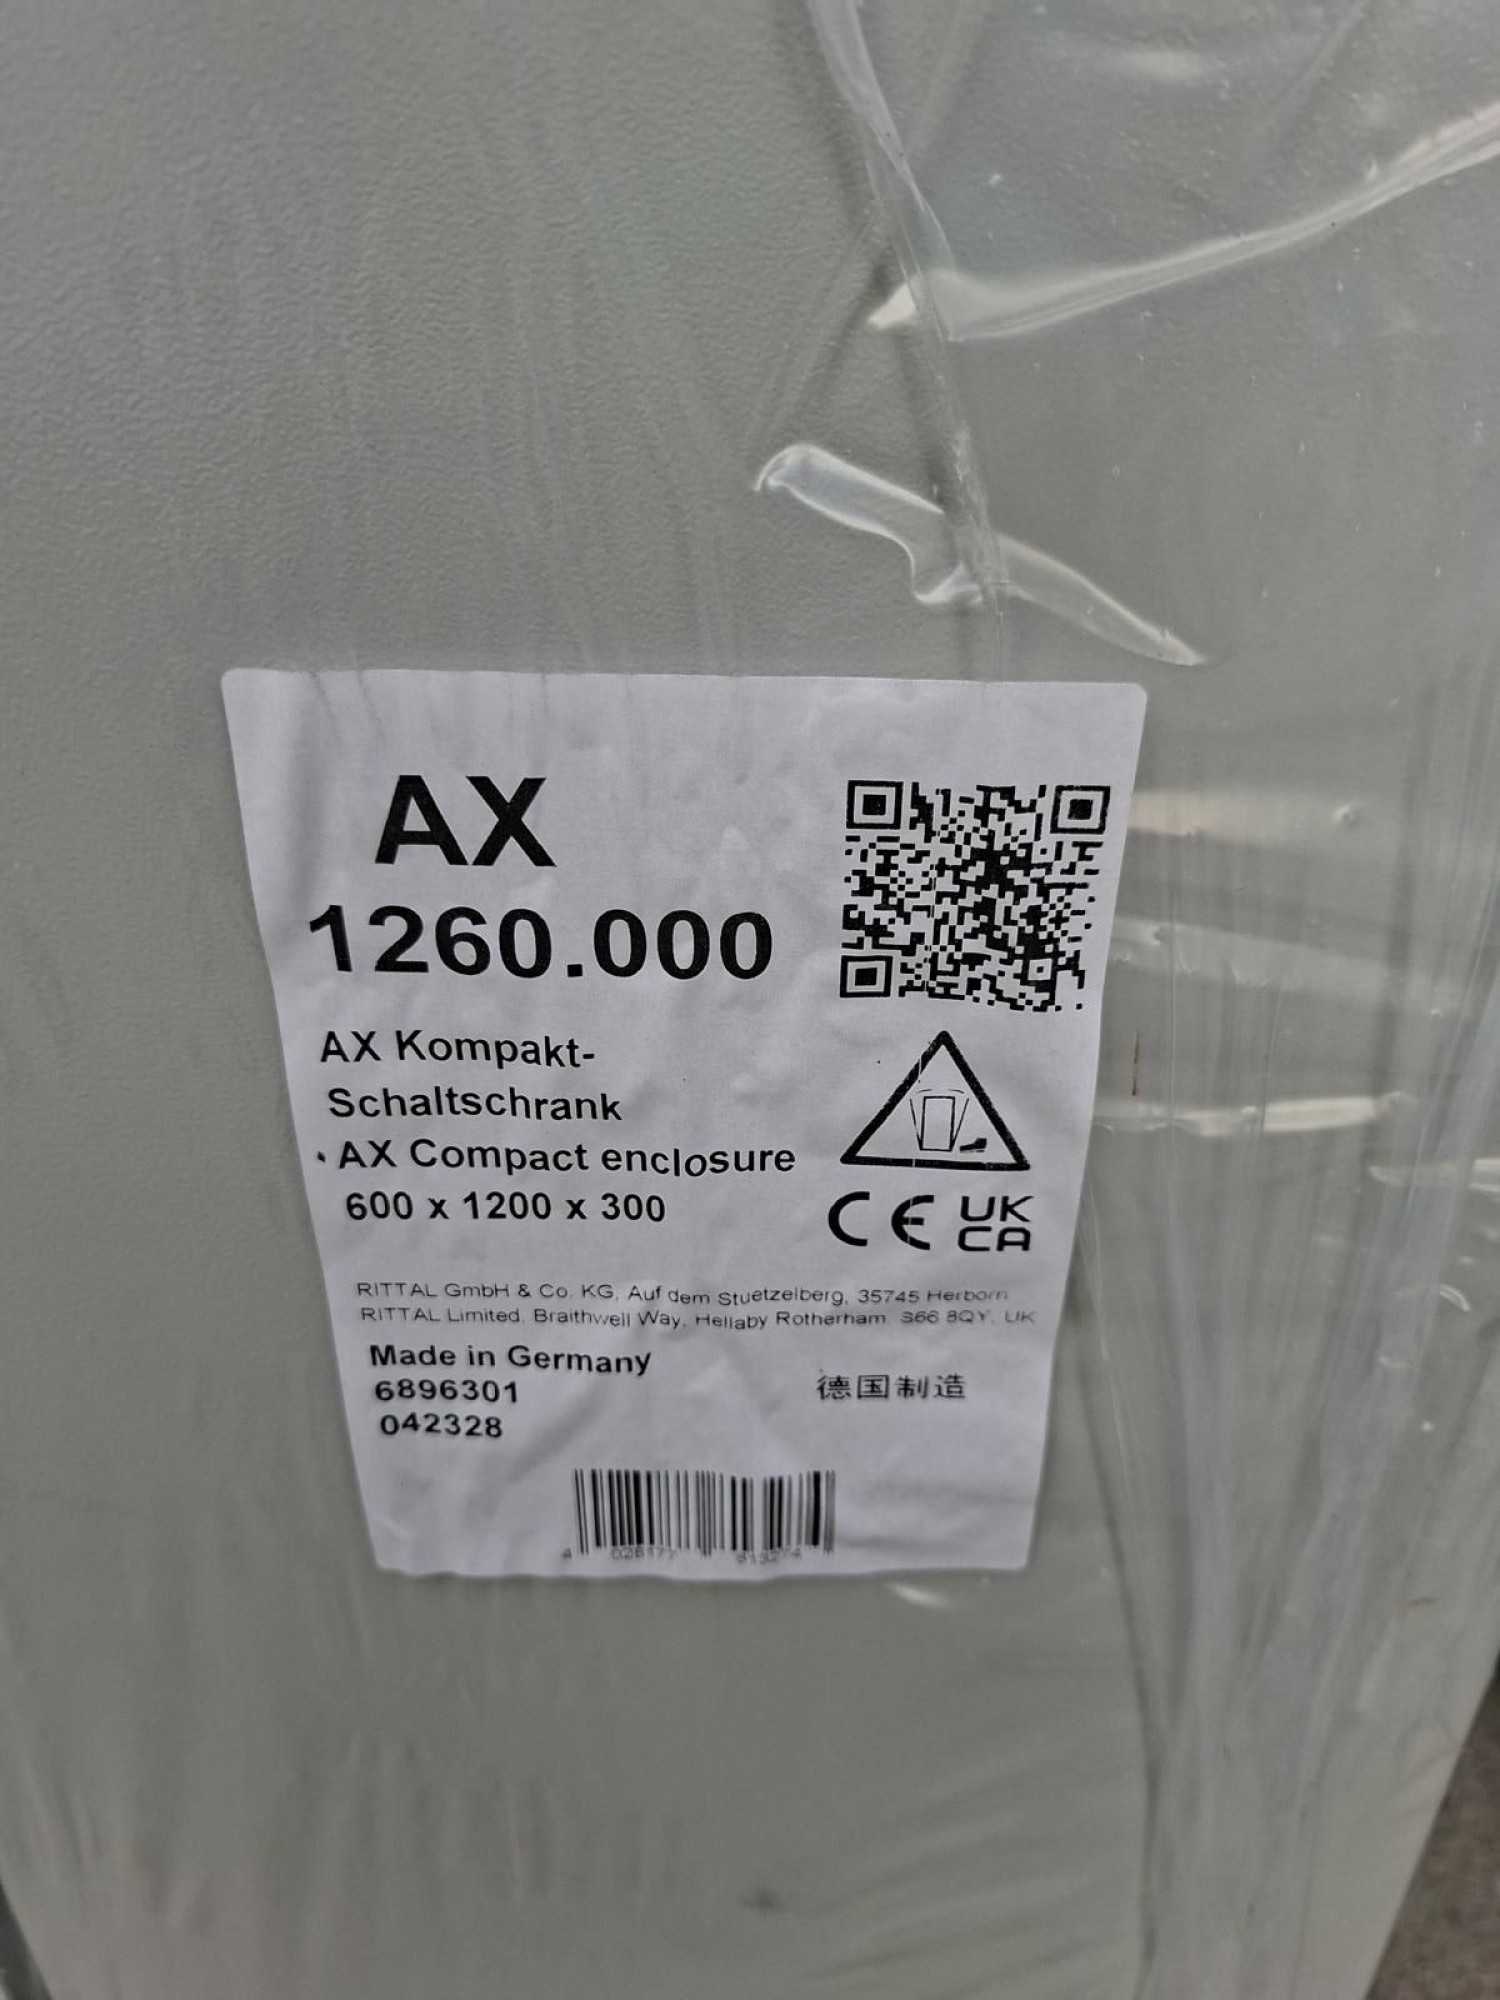 AX
1260.000
AX Kompakt-
Schaltschrank
AX Compact enclosure
600 x 1200 x 300
CE UK
CA
RITTAL GmbH & Co. KG, Auf dem Stuetzelberg, 35745 Herborn
RITTAL Limited, Braithwell Way, Hellaby Rotherham, S66 8QY, UK
Made in Germany
6896301
德国制造
042328
4 028177